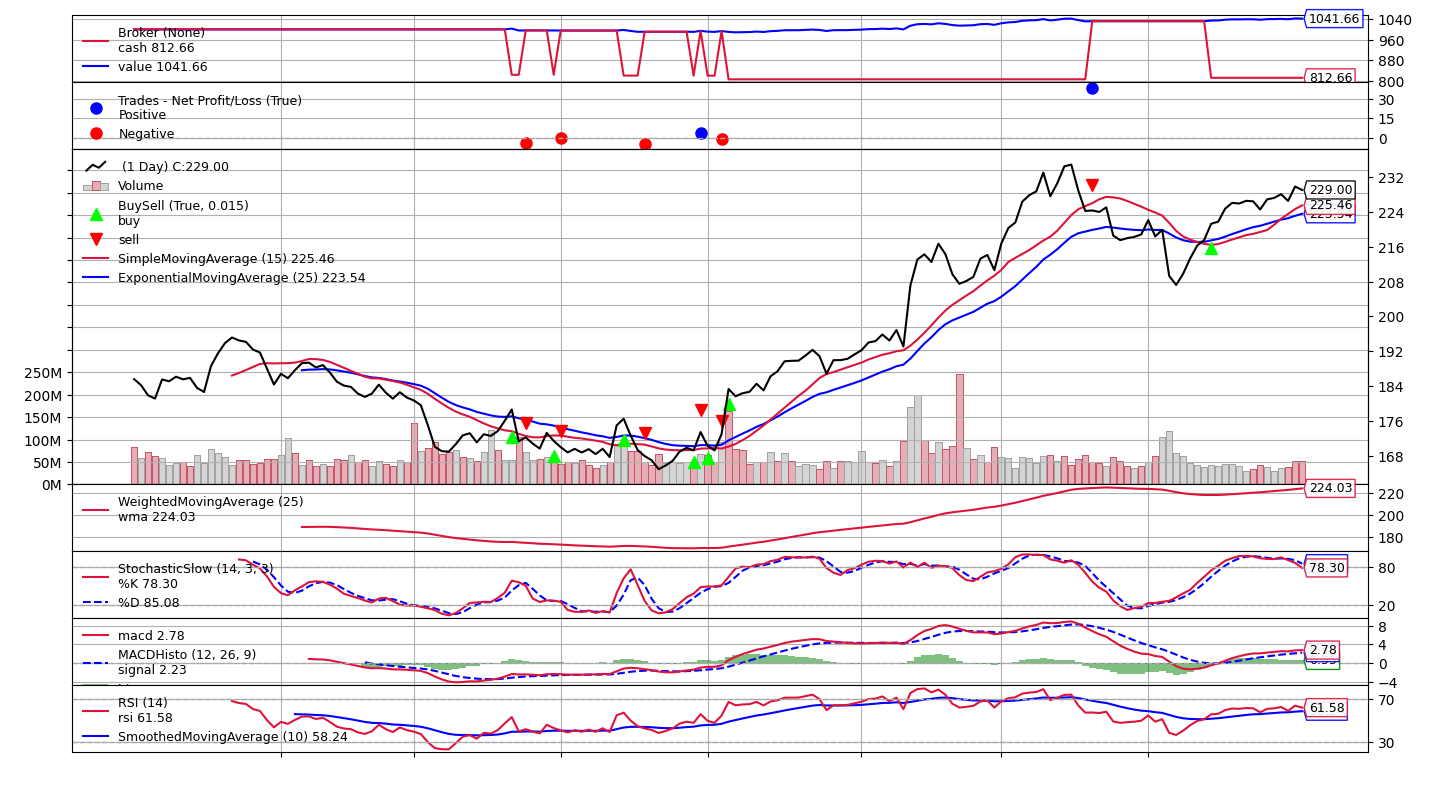 Broker (None)
cash 812.66
value 1041.66
1041.66
812.66
1040
960
880
800
Trades - Net Profit/Loss (True)
Positive
Negative
30
15
0
(1 Day) C:229.00
Volume
BuySell (True, 0.015)
buy
sell
SimpleMovingAverage (15) 225.46
ExponentialMovingAverage (25) 223.54
250M
200M
150M
100M
50M
0M
229.00
225.46
223.54
232
224
216
208
200
192
184
176
168
WeightedMovingAverage (25)
wma 224.03
224.03
220
200
180
StochasticSlow (14, 3, 3)
%K 78.30
%D 85.08
78.30
80
20
macd 2.78
MACDHisto (12, 26, 9)
signal 2.23
2.78
8
4
0
−4
RSI (14)
rsi 61.58
SmoothedMovingAverage (10) 58.24
61.58
70
30